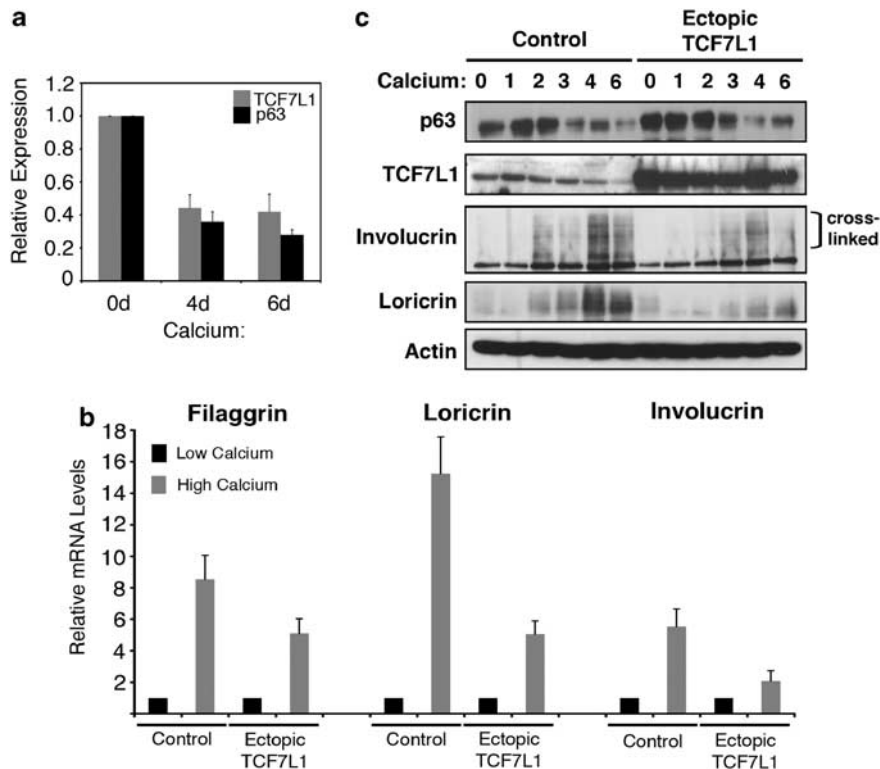 a
Relative Expression
1.2
1.0
0.8
0.6
0.4
0.2
0
TCF7L1
p63
0d 4d 6d
Calcium:
c
Control
Ectopic
TCF7L1
Calcium: 0 1 2 3 4 6 0 1 2 3 4 6
p63
TCF7L1
Involucrin
cross-
linked
Loricrin
Actin
b
Filaggrin Loricrin Involucrin
Relative mRNA Levels
18
16
14
12
10
8
6
4
2
Low Calcium
High Calcium
Control Ectopic
TCF7L1
Control Ectopic
TCF7L1
Control Ectopic
TCF7L1